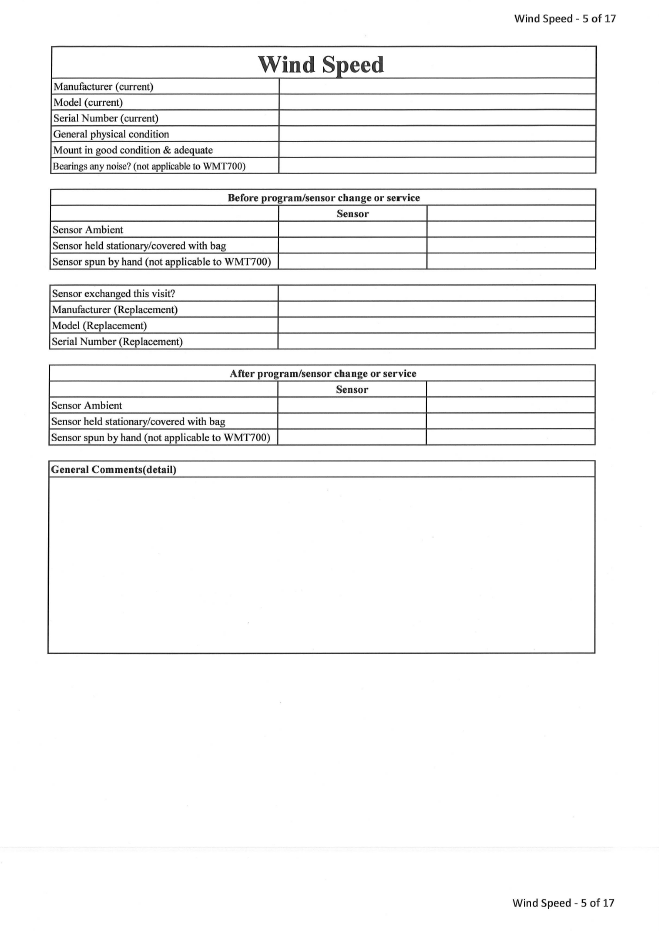 Wind Speed - 5 of 17
Wind Speed
Manufacturer (current)
Model (current)
Serial Number (current)
General physical condition
Mount in good condition & adequate
Bearings any noise? (not applicable to WMT700)
Before program/sensor change or service
Sensor
Sensor Ambient
Sensor held stationary/covered with bag
Sensor spun by hand (not applicable to WMT700)
Sensor exchanged this visit?
Manufacturer (Replacement)
Model (Replacement)
Serial Number (Replacement)
After program/sensor change or service
Sensor
Sensor Ambient
Sensor held stationary/covered with bag
Sensor spun by hand (not applicable to WMT700)
General Comments(detail)
Wind Speed - 5 of 17